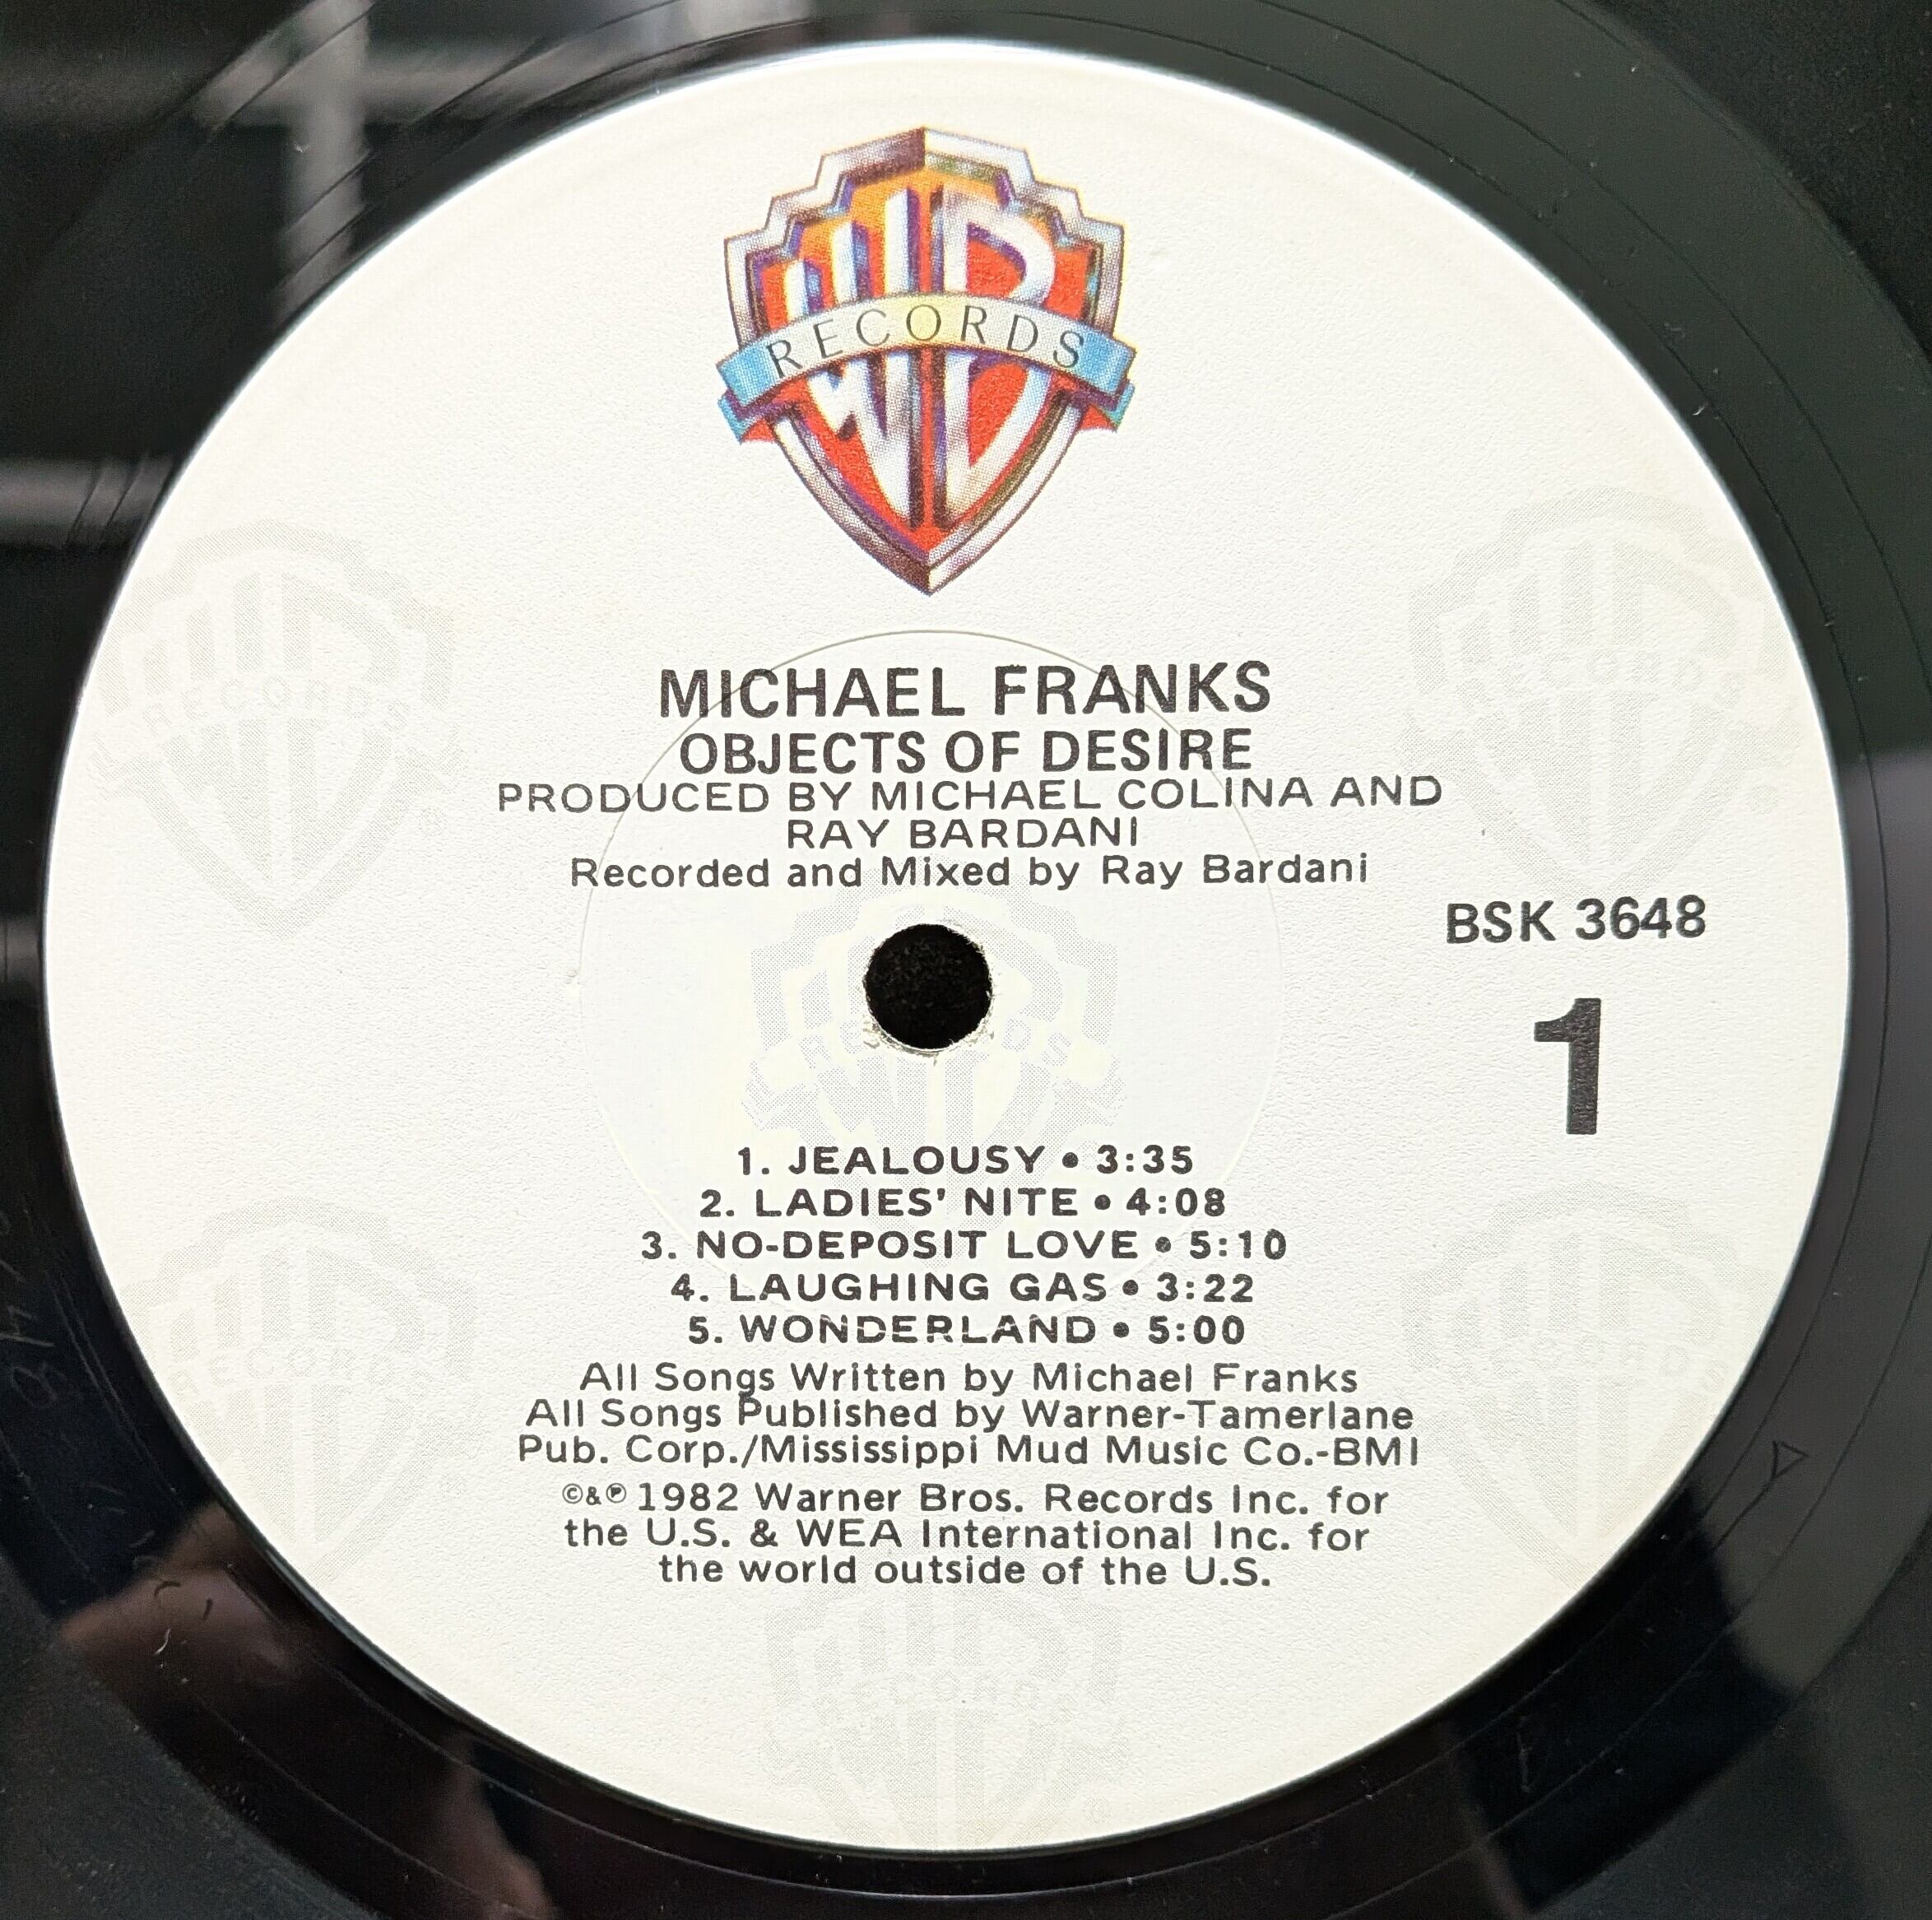 WB
RECORDS
MICHAEL FRANKS
OBJECTS OF DESIRE
PRODUCED BY MICHAEL COLINA AND
RAY BARDANI
Recorded and Mixed by Ray Bardani
BSK 3648
1
1. JEALOUSY • 3:35
2. LADIES' NITE • 4:08
3. NO-DEPOSIT LOVE • 5:10
4. LAUGHING GAS • 3:22
5. WONDERLAND • 5:00
All Songs Written by Michael Franks
All Songs Published by Warner-Tamerlane
Pub. Corp./Mississippi Mud Music Co.-BMI
©&℗ 1982 Warner Bros. Records Inc. for
the U.S. & WEA International Inc. for
the world outside of the U.S.